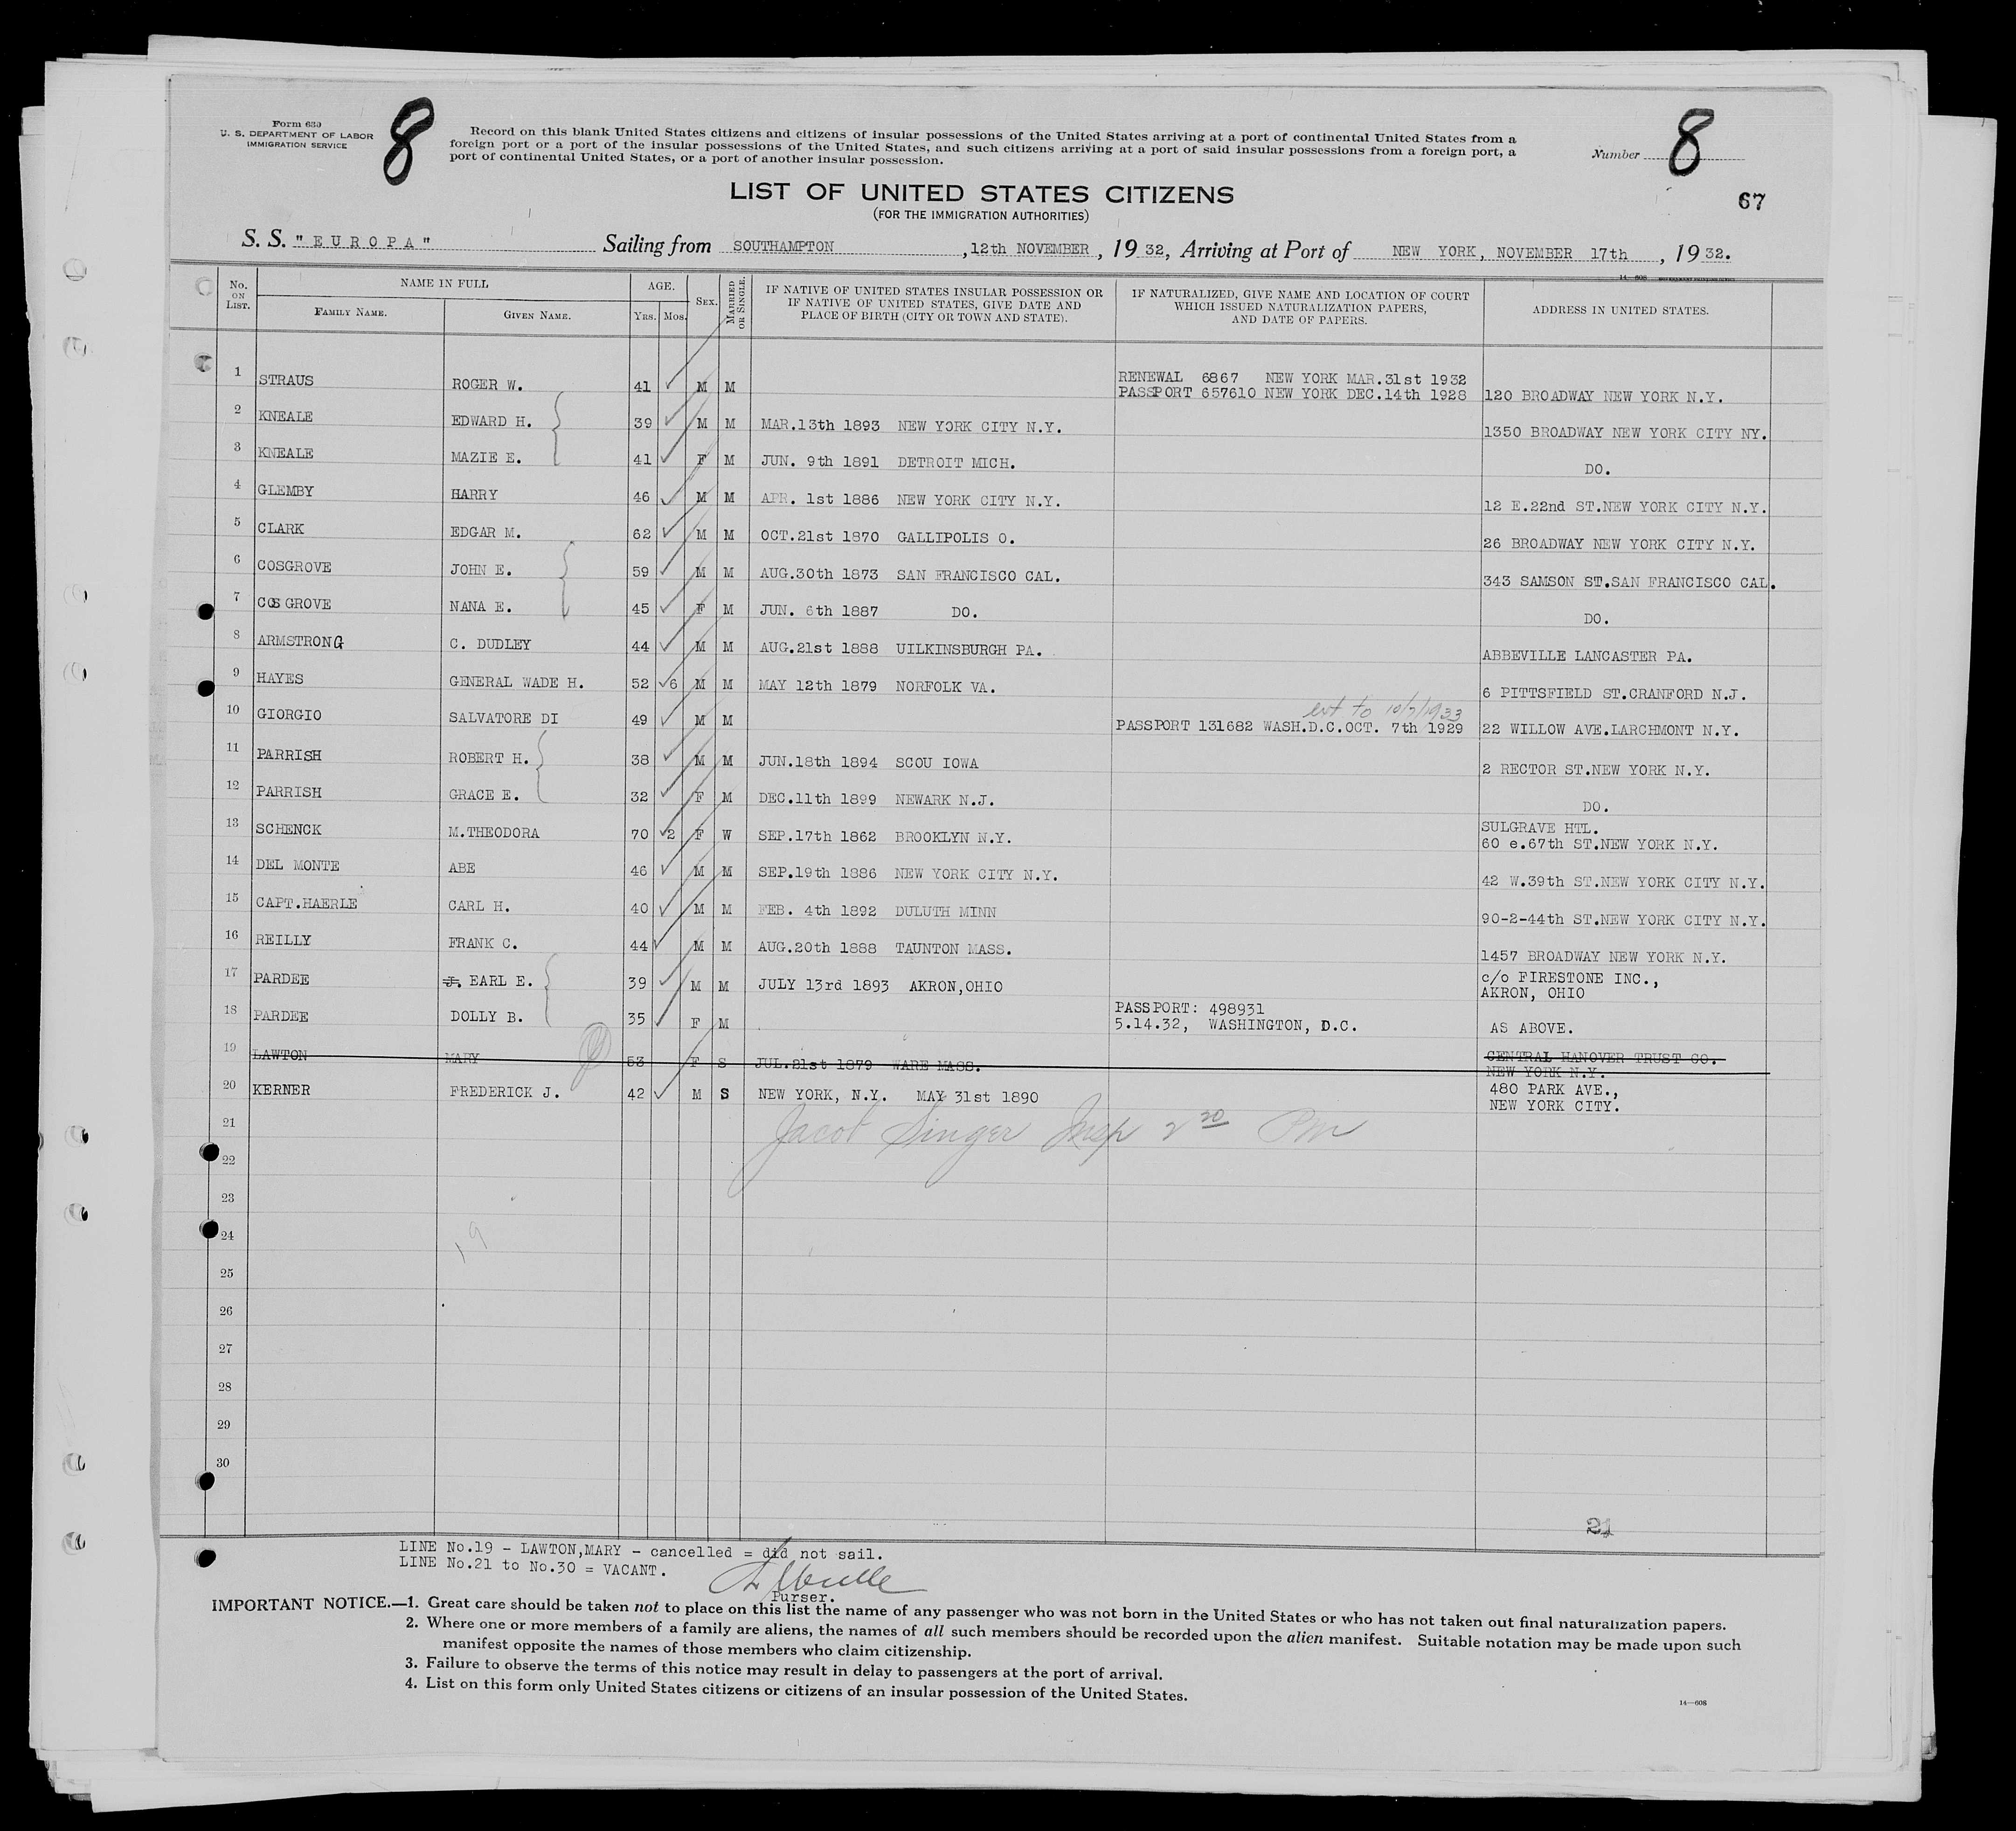 Form 630
U. S. DEPARTMENT OF LABOR
IMMIGRATION SERVICE
8
Record on this blank United States citizens and citizens of insular possessions of the United States arriving at a port of continental United States from a
foreign port or a port of the insular possessions of the United States, and such citizens arriving at a port of said insular possessions from a foreign port, a
port of continental United States, or a port of another insular possession.
Number 8
LIST OF UNITED STATES CITIZENS
(FOR THE IMMIGRATION AUTHORITIES)
67
S. S. "EUROPA" Sailing from SOUTHAMPTON, 12th NOVEMBER, 1932, Arriving at Port of NEW YORK, NOVEMBER 17th, 1932.
No. ON LIST. NAME IN FULL FAMILY NAME. GIVEN NAME. AGE. YRS. MOS. SEX. MARRIED OR SINGLE. IF NATIVE OF UNITED STATES INSULAR POSSESSION OR IF NATIVE OF UNITED STATES, GIVE DATE AND PLACE OF BIRTH (CITY OR TOWN AND STATE). IF NATURALIZED, GIVE NAME AND LOCATION OF COURT WHICH ISSUED NATURALIZATION PAPERS, AND DATE OF PAPERS. ADDRESS IN UNITED STATES.
1 STRAUS ROGER W. 41 M M RENEWAL 6867 NEW YORK MAR.31st 1932
PASSPORT 657610 NEW YORK DEC.14th 1928 120 BROADWAY NEW YORK N.Y.
2 KNEALE EDWARD H. 39 M M MAR.13th 1893 NEW YORK CITY N.Y. 1350 BROADWAY NEW YORK CITY NY.
3 KNEALE MAZIE E. 41 F M JUN. 9th 1891 DETROIT MICH. DO.
4 GLEMBY HARRY 46 M M APR. 1st 1886 NEW YORK CITY N.Y. 12 E.22nd ST.NEW YORK CITY N.Y.
5 CLARK EDGAR M. 62 M M OCT.21st 1870 GALLIPOLIS O. 26 BROADWAY NEW YORK CITY N.Y.
6 COSGROVE JOHN E. 59 M M AUG.30th 1873 SAN FRANCISCO CAL. 343 SAMSON ST.SAN FRANCISCO CAL.
7 COSGROVE NANA E. 45 F M JUN. 6th 1887 DO. DO.
8 ARMSTRONG C. DUDLEY 44 M M AUG.21st 1888 UILKINSBURGH PA. ABBEVILLE LANCASTER PA.
9 HAYES GENERAL WADE H. 52 6 M M MAY 12th 1879 NORFOLK VA. 6 PITTSFIELD ST.CRANFORD N.J.
ext to 10/7/1933
10 GIORGIO SALVATORE DI 49 M M PASSPORT 131682 WASH.D.C.OCT. 7th 1929 22 WILLOW AVE.LARCHMONT N.Y.
11 PARRISH ROBERT H. 38 M M JUN.18th 1894 SCOU IOWA 2 RECTOR ST.NEW YORK N.Y.
12 PARRISH GRACE E. 32 F M DEC.11th 1899 NEWARK N.J. DO.
13 SCHENCK M.THEODORA 70 2 F W SEP.17th 1862 BROOKLYN N.Y. SULGRAVE HTL.
60 e.67th ST.NEW YORK N.Y.
14 DEL MONTE ABE 46 M M SEP.19th 1886 NEW YORK CITY N.Y. 42 W.39th ST.NEW YORK CITY N.Y.
15 CAPT.HAERLE CARL H. 40 M M FEB. 4th 1892 DULUTH MINN 90-2-44th ST.NEW YORK CITY N.Y.
16 REILLY FRANK C. 44 M M AUG.20th 1888 TAUNTON MASS. 1457 BROADWAY NEW YORK N.Y.
17 PARDEE J. EARL E. 39 M M JULY 13rd 1893 AKRON,OHIO c/o FIRESTONE INC.,
AKRON, OHIO
18 PARDEE DOLLY B. 35 F M PASSPORT: 498931
5.14.32, WASHINGTON, D.C. AS ABOVE.
19 LAWTON MARY 53 F S JUL.21st 1879 WARE MASS. CENTRAL HANOVER TRUST CO.
NEW YORK N.Y.
20 KERNER FREDERICK J. 42 M S NEW YORK, N.Y. MAY 31st 1890 480 PARK AVE.,
NEW YORK CITY.
21
Jacob Singer Insp 2 20 PM
22
23
24
19
25
26
27
28
29
30
21
LINE No.19 - LAWTON,MARY - cancelled = did not sail.
LINE No.21 to No.30 = VACANT.
Purser.
IMPORTANT NOTICE.—1. Great care should be taken not to place on this list the name of any passenger who was not born in the United States or who has not taken out final naturalization papers.
2. Where one or more members of a family are aliens, the names of all such members should be recorded upon the alien manifest. Suitable notation may be made upon such
manifest opposite the names of those members who claim citizenship.
3. Failure to observe the terms of this notice may result in delay to passengers at the port of arrival.
4. List on this form only United States citizens or citizens of an insular possession of the United States.
14—608